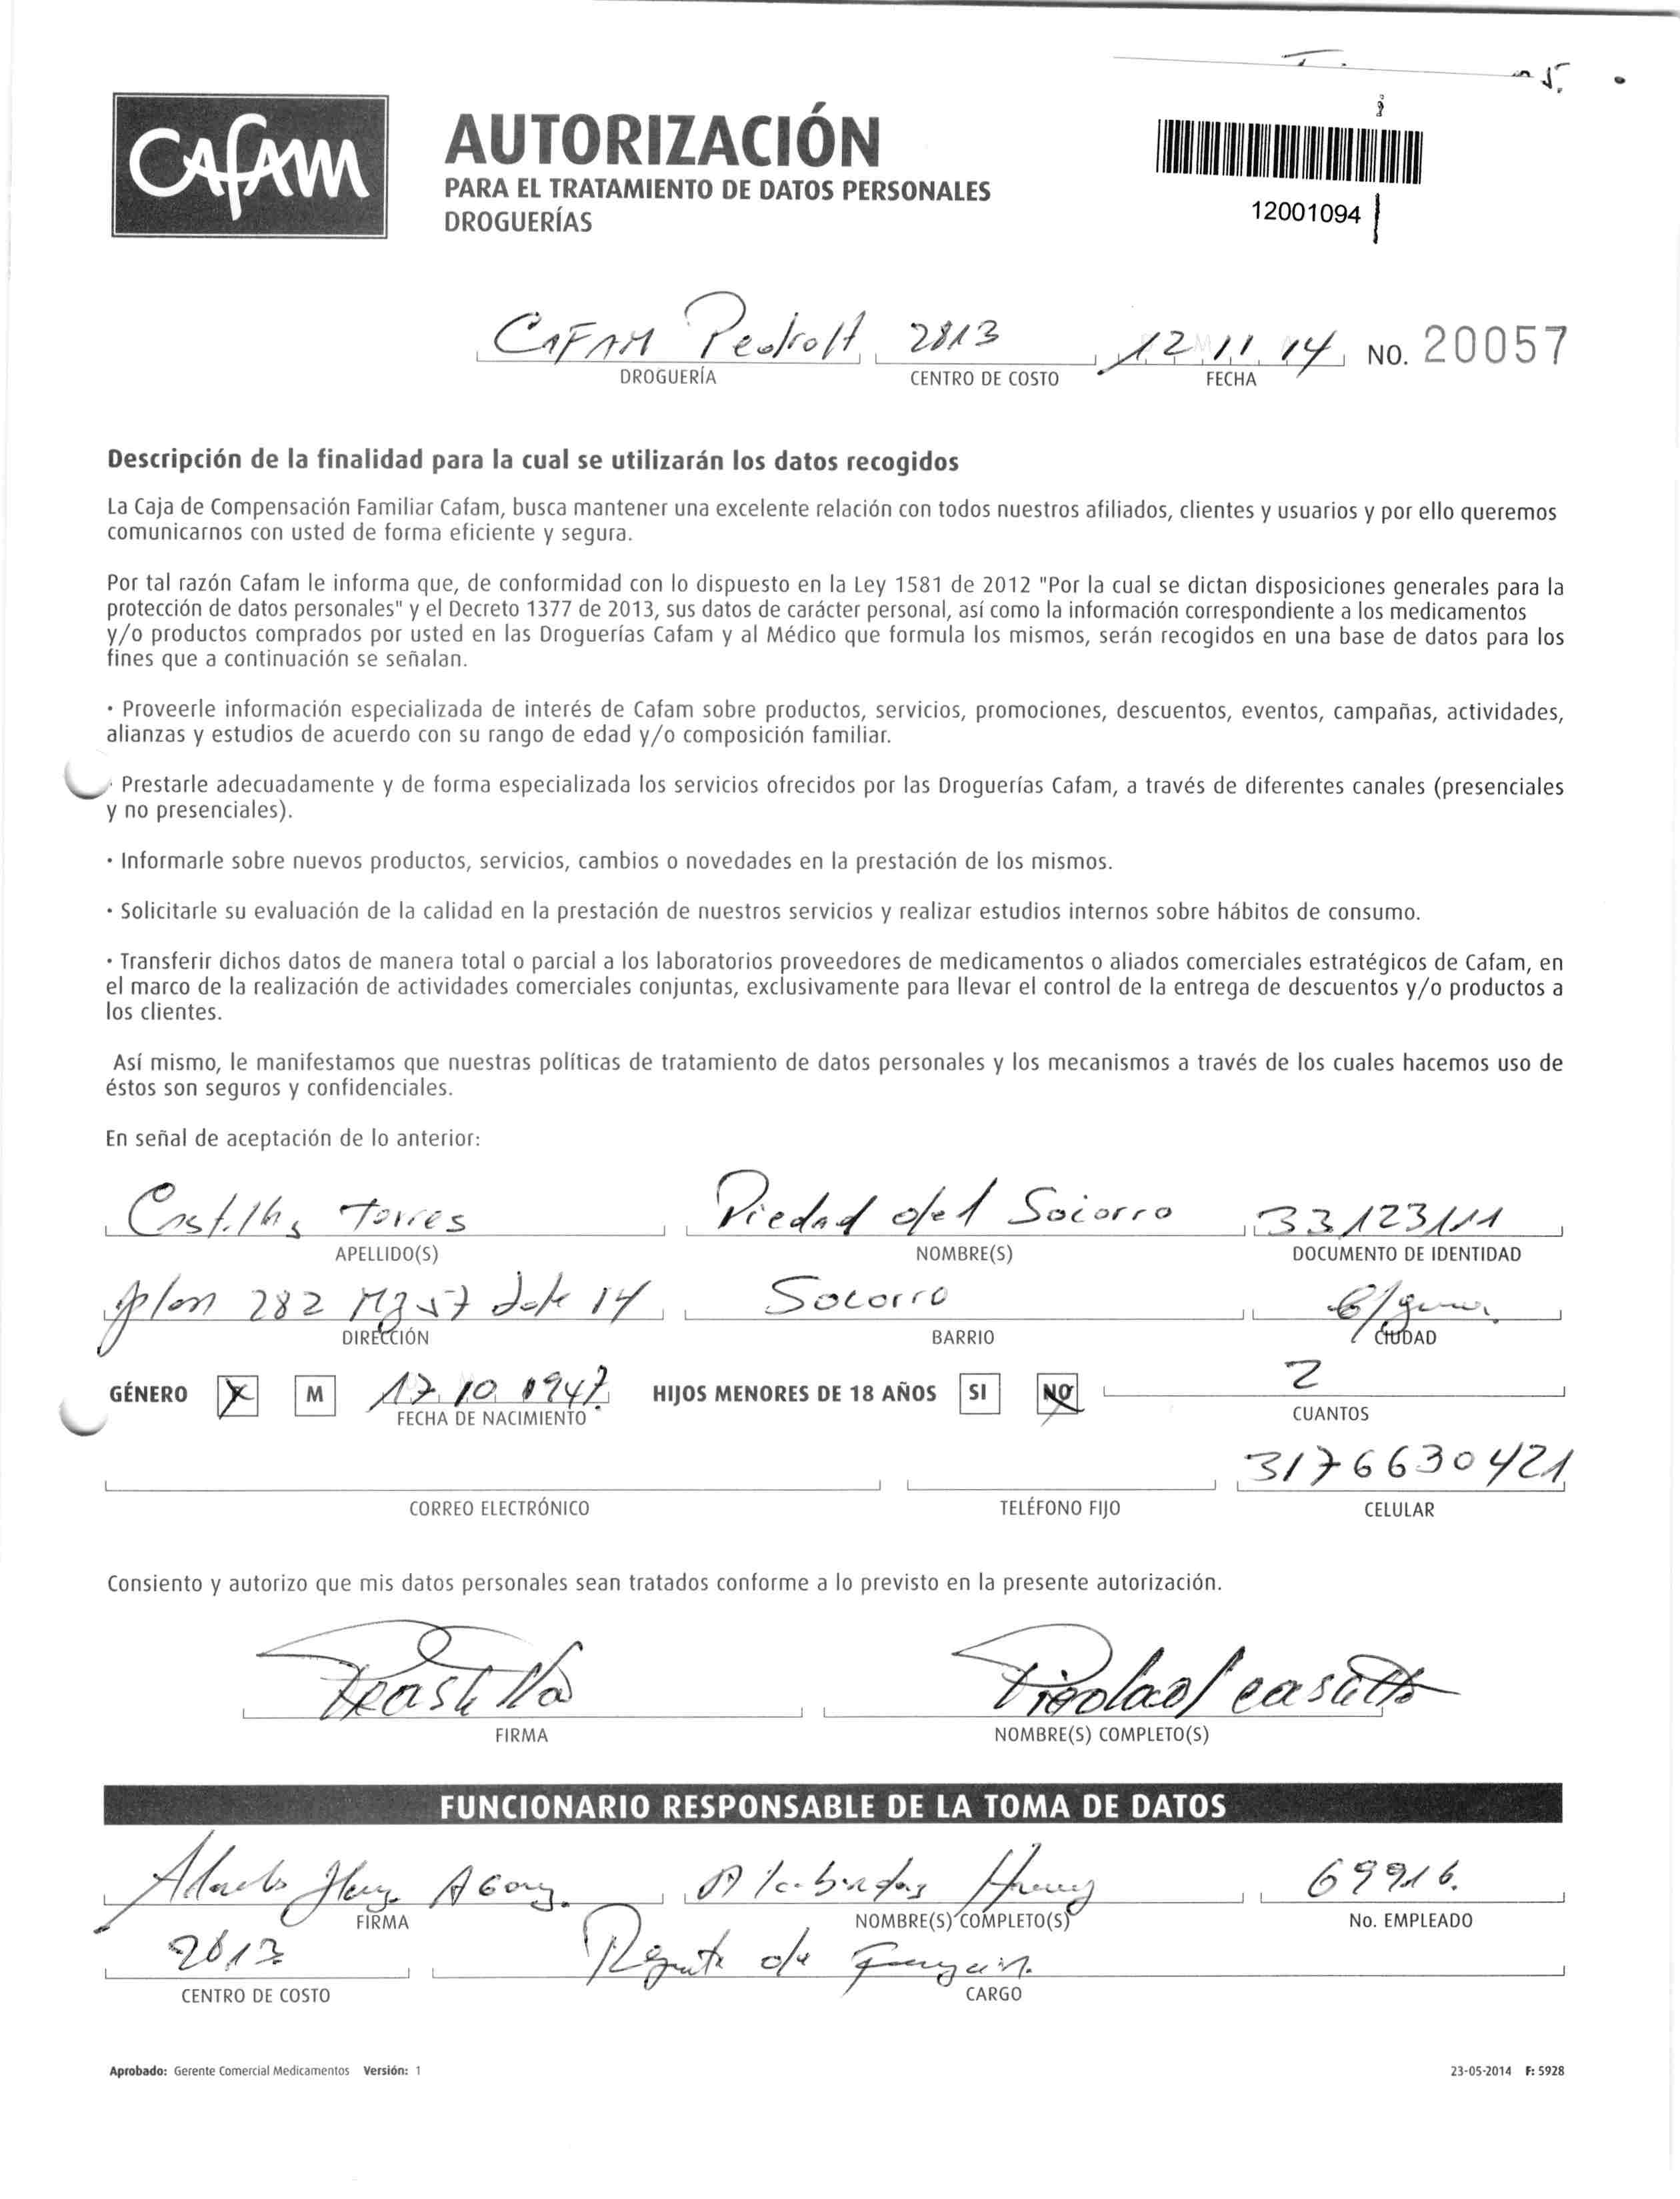 CAFAM
AUTORIZACIÓN
PARA EL TRATAMIENTO DE DATOS PERSONALES
DROGUERÍAS
12001094
CAFAM 2813 12 11 14 NO. 20057
DROGUERÍA CENTRO DE COSTO FECHA
Descripción de la finalidad para la cual se utilizarán los datos recogidos
La Caja de Compensación Familiar Cafam, busca mantener una excelente relación con todos nuestros afiliados, clientes y usuarios y por ello queremos
comunicarnos con usted de forma eficiente y segura.
Por tal razón Cafam le informa que, de conformidad con lo dispuesto en la Ley 1581 de 2012 "Por la cual se dictan disposiciones generales para la
protección de datos personales" y el Decreto 1377 de 2013, sus datos de carácter personal, así como la información correspondiente a los medicamentos
y/o productos comprados por usted en las Droguerías Cafam y al Médico que formula los mismos, serán recogidos en una base de datos para los
fines que a continuación se señalan.
· Proveerle información especializada de interés de Cafam sobre productos, servicios, promociones, descuentos, eventos, campañas, actividades,
alianzas y estudios de acuerdo con su rango de edad y/o composición familiar.
· Prestarle adecuadamente y de forma especializada los servicios ofrecidos por las Droguerías Cafam, a través de diferentes canales (presenciales
y no presenciales).
· Informarle sobre nuevos productos, servicios, cambios o novedades en la prestación de los mismos.
· Solicitarle su evaluación de la calidad en la prestación de nuestros servicios y realizar estudios internos sobre hábitos de consumo.
· Transferir dichos datos de manera total o parcial a los laboratorios proveedores de medicamentos o aliados comerciales estratégicos de Cafam, en
el marco de la realización de actividades comerciales conjuntas, exclusivamente para llevar el control de la entrega de descuentos y/o productos a
los clientes.
Así mismo, le manifestamos que nuestras políticas de tratamiento de datos personales y los mecanismos a través de los cuales hacemos uso de
éstos son seguros y confidenciales.
En señal de aceptación de lo anterior:
Torres Piedad del Socorro 33123111
APELLIDO(S) NOMBRE(S) DOCUMENTO DE IDENTIDAD
plan 282 Mz 57 lote 14 Socorro C/gena
DIRECCIÓN BARRIO CIUDAD
GÉNERO M 17 10 1947 HIJOS MENORES DE 18 AÑOS SI NO 2
FECHA DE NACIMIENTO CUANTOS
3176630421
CORREO ELECTRÓNICO TELÉFONO FIJO CELULAR
Consiento y autorizo que mis datos personales sean tratados conforme a lo previsto en la presente autorización.
Piedad
FIRMA NOMBRE(S) COMPLETO(S)
FUNCIONARIO RESPONSABLE DE LA TOMA DE DATOS
69916.
FIRMA NOMBRE(S) COMPLETO(S) No. EMPLEADO
2813 de
CENTRO DE COSTO CARGO
Aprobado: Gerente Comercial Medicamentos Versión: 1 23-05-2014 F: 5928